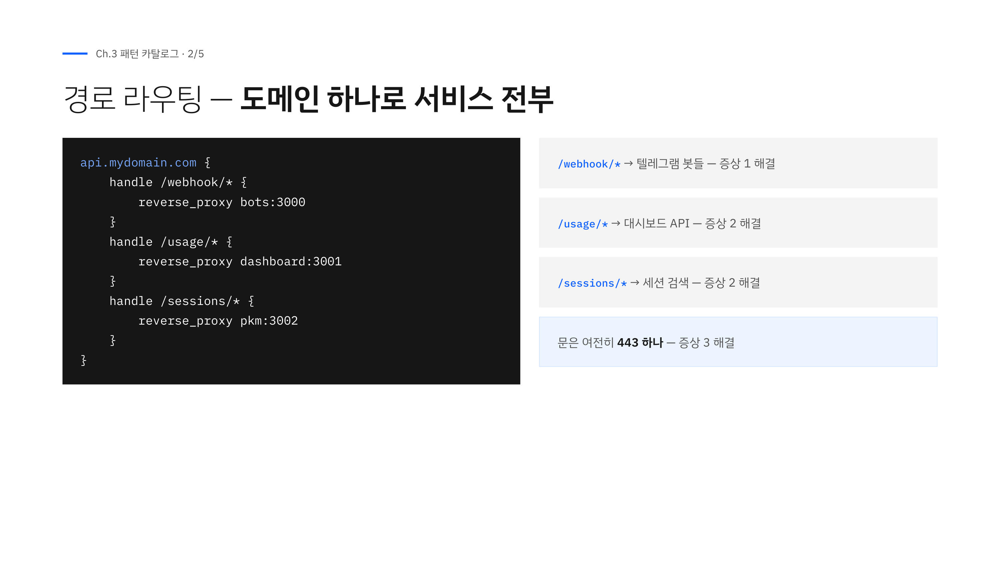 Ch.3 패턴 카탈로그 · 2/5
경로 라우팅 — 도메인 하나로 서비스 전부
api.mydomain.com {
    handle /webhook/* {
        reverse_proxy bots:3000
    }
    handle /usage/* {
        reverse_proxy dashboard:3001
    }
    handle /sessions/* {
        reverse_proxy pkm:3002
    }
}
/webhook/* → 텔레그램 봇들 — 증상 1 해결
/usage/* → 대시보드 API — 증상 2 해결
/sessions/* → 세션 검색 — 증상 2 해결
문은 여전히 443 하나 — 증상 3 해결